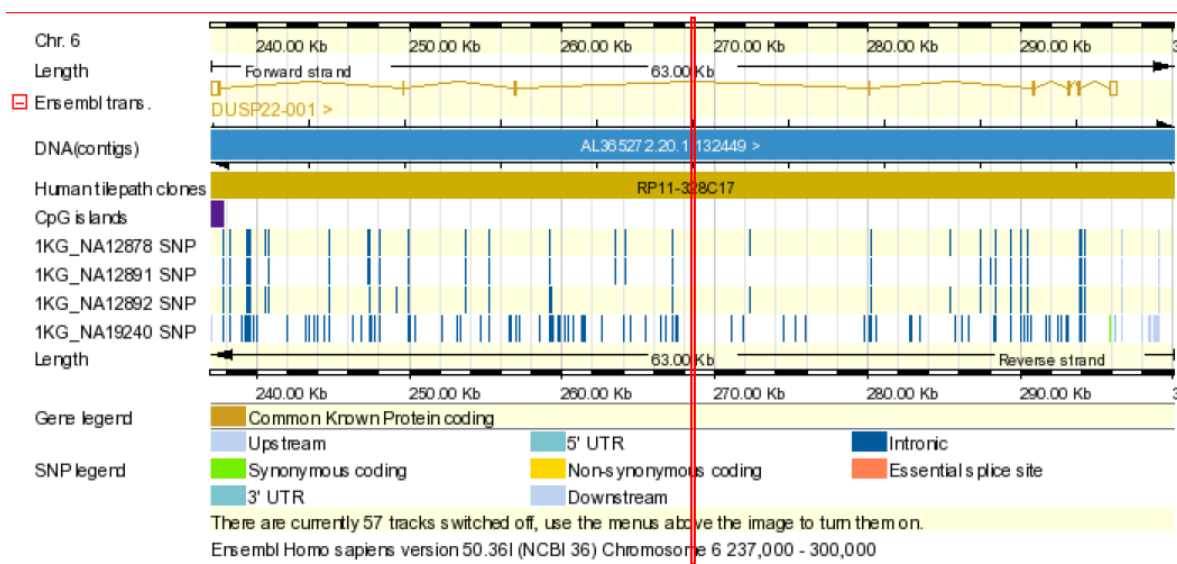 Chr. 6 240.00 Kb 250.00 Kb 260.00 Kb 270.00 Kb 280.00 Kb 290.00 Kb 3
Length Forward strand 63.00 Kb
Ensembl trans.
DUSP22-001 >
DNA(contigs) AL365272.20.1.132449 >
Human tilepath clones RP11-328C17
CpG islands
1KG_NA12878 SNP
1KG_NA12891 SNP
1KG_NA12892 SNP
1KG_NA19240 SNP
Length 63.00 Kb Reverse strand
240.00 Kb 250.00 Kb 260.00 Kb 270.00 Kb 280.00 Kb 290.00 Kb 3
Gene legend Common Known Protein coding
Upstream 5' UTR Intronic
SNP legend Synonymous coding Non-synonymous coding Essential splice site
3' UTR Downstream
There are currently 57 tracks switched off, use the menus above the image to turn them on.
Ensembl Homo sapiens version 50.36l (NCBI 36) Chromosome 6 237,000 - 300,000